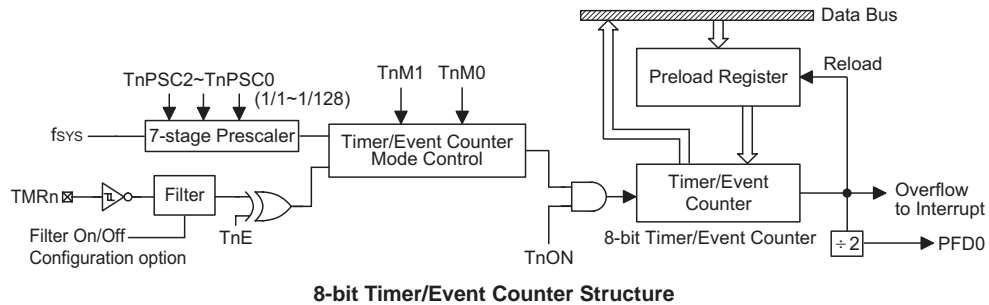 Data Bus
Preload Register
Reload
TnM1
TnM0
TnPSC2~TnPSC0
(1/1~1/128)
fSYS
7-stage Prescaler
Timer/Event Counter
Mode Control
TMRn
Filter
TnE
Filter On/Off
Configuration option
TnON
Timer/Event
Counter
8-bit Timer/Event Counter
Overflow
to Interrupt
÷2
PFD0
8-bit Timer/Event Counter Structure